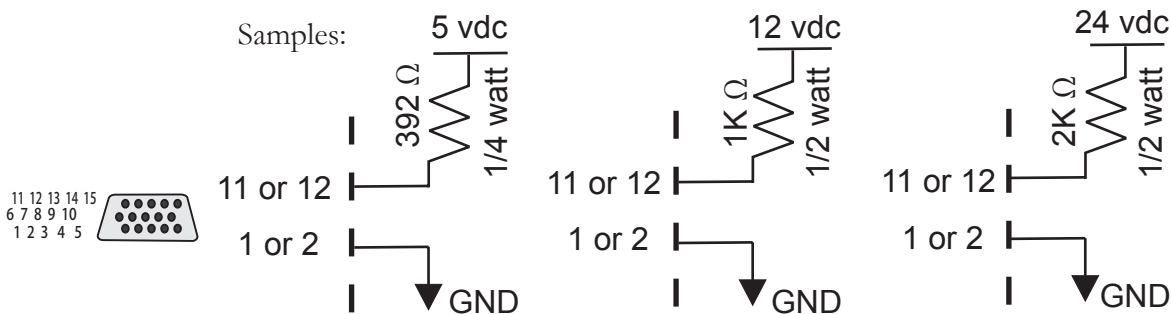 Samples:
5 vdc
392 Ω
1/4 watt
11 or 12
1 or 2
GND
12 vdc
1K Ω
1/2 watt
11 or 12
1 or 2
GND
24 vdc
2K Ω
1/2 watt
11 or 12
1 or 2
GND
11 12 13 14 15
6 7 8 9 10
1 2 3 4 5